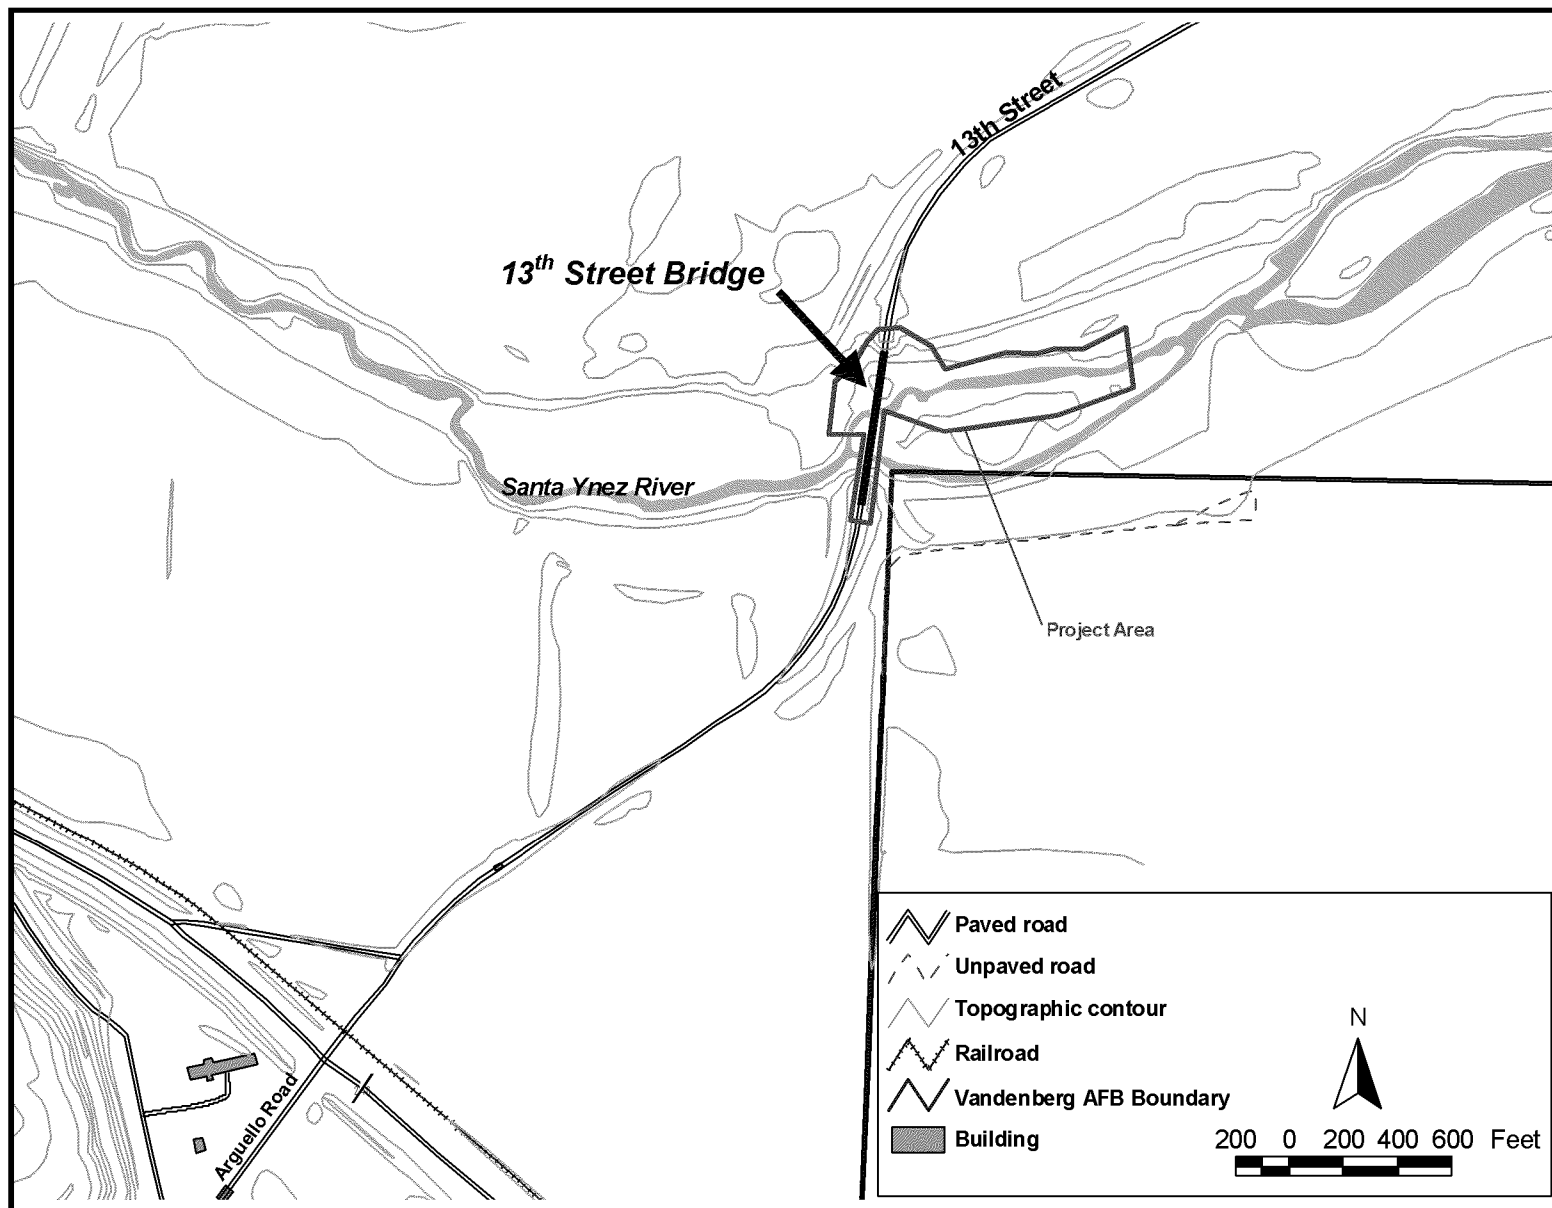 13th Street
13th Street Bridge
Santa Ynez River
Project Area
Arguello Road
Paved road
Unpaved road
Topographic contour
Railroad
Vandenberg AFB Boundary
Building
N
200 0 200 400 600 Feet